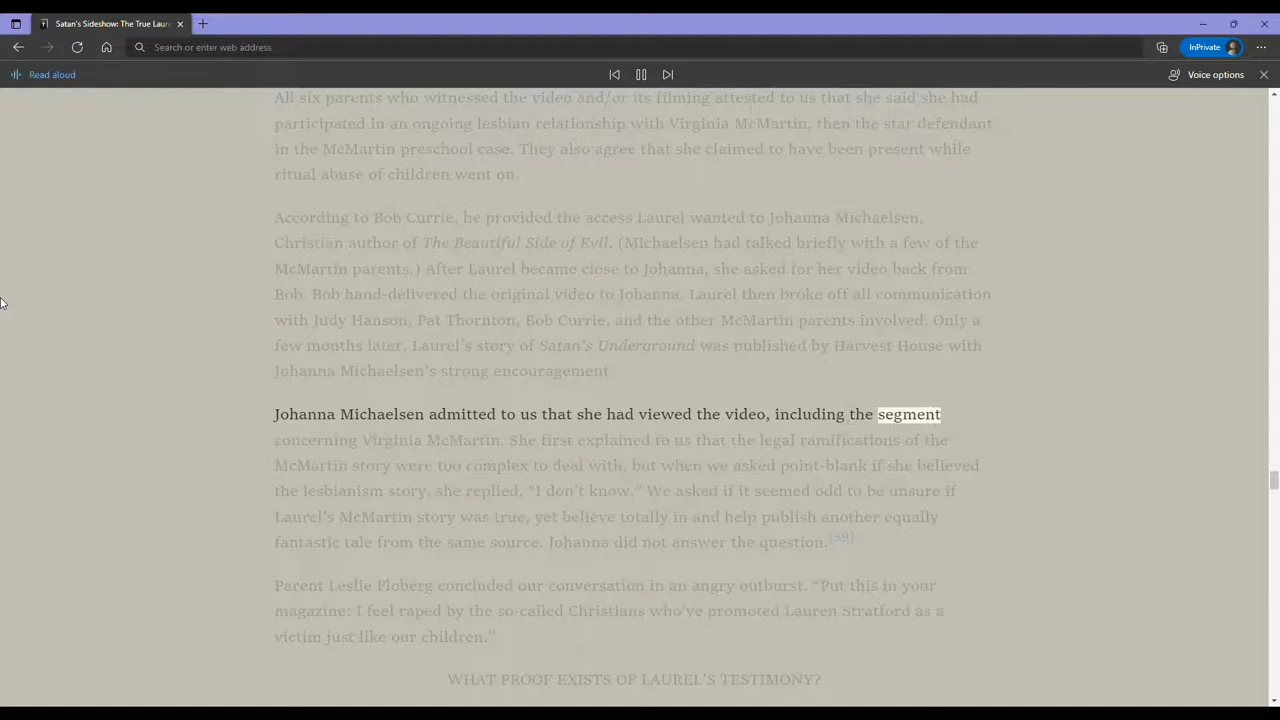 Satan's Sideshow: The True Laure
Search or enter web address
InPrivate
Read aloud
Voice options
All six parents who witnessed the video and/or its filming attested to us that she said she had
participated in an ongoing lesbian relationship with Virginia McMartin, then the star defendant
in the McMartin preschool case. They also agree that she claimed to have been present while
ritual abuse of children went on.
According to Bob Currie, he provided the access Laurel wanted to Johanna Michaelsen,
Christian author of The Beautiful Side of Evil. (Michaelsen had talked briefly with a few of the
McMartin parents.) After Laurel became close to Johanna, she asked for her video back from
Bob. Bob hand-delivered the original video to Johanna. Laurel then broke off all communication
with Judy Hanson, Pat Thornton, Bob Currie, and the other McMartin parents involved. Only a
few months later, Laurel's story of Satan's Underground was published by Harvest House with
Johanna Michaelsen's strong encouragement
Johanna Michaelsen admitted to us that she had viewed the video, including the segment
concerning Virginia McMartin. She first explained to us that the legal ramifications of the
McMartin story were too complex to deal with, but when we asked point-blank if she believed
the lesbianism story, she replied, “I don't know.” We asked if it seemed odd to be unsure if
Laurel's McMartin story was true, yet believe totally in and help publish another equally
fantastic tale from the same source. Johanna did not answer the question.[59]
Parent Leslie Floberg concluded our conversation in an angry outburst. “Put this in your
magazine: I feel raped by the so-called Christians who've promoted Lauren Stratford as a
victim just like our children.”
WHAT PROOF EXISTS OF LAUREL'S TESTIMONY?